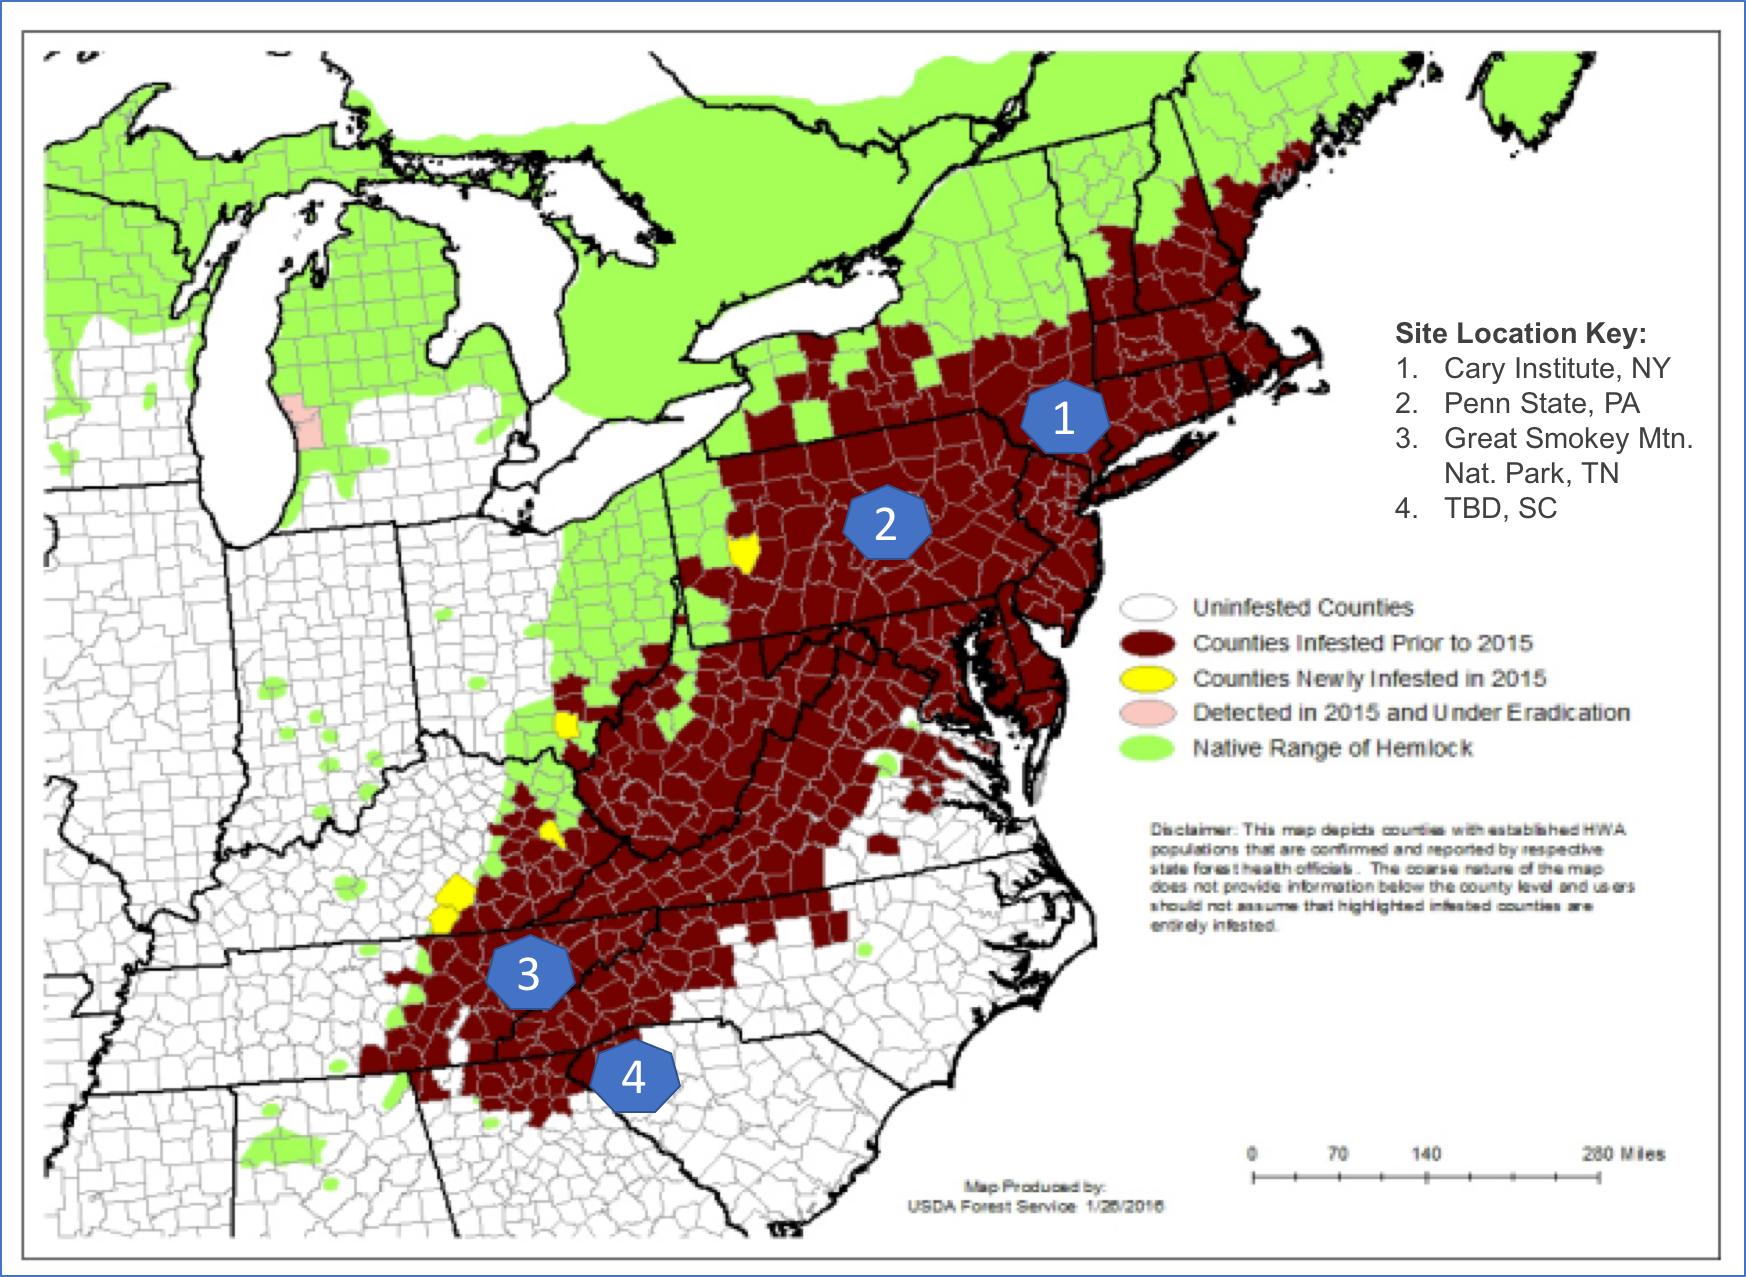 1
2
3
4
Site Location Key:
1. Cary Institute, NY
2. Penn State, PA
3. Great Smokey Mtn.
Nat. Park, TN
4. TBD, SC
Uninfested Counties
Counties Infested Prior to 2015
Counties Newly Infested in 2015
Detected in 2015 and Under Eradication
Native Range of Hemlock
Disclaimer: This map depicts counties with established HWA
populations that are confirmed and reported by respective
state forest health officials. The coarse nature of the map
does not provide information below the county level and users
should not assume that highlighted infested counties are
entirely infested.
0 70 140 280 Miles
Map Produced by:
USDA Forest Service 1/26/2016